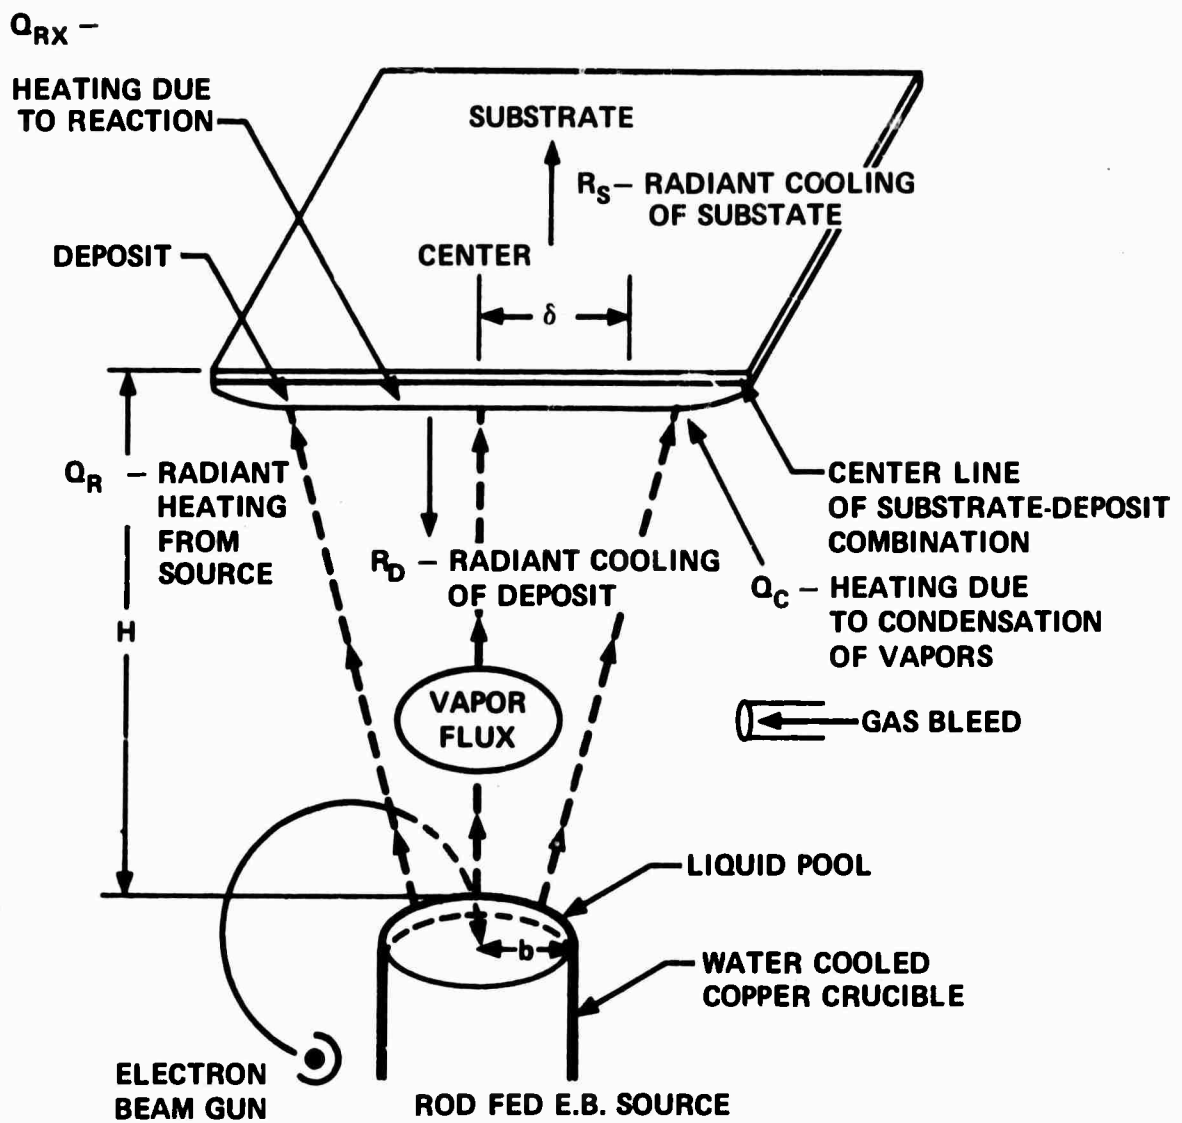 Q_RX –
HEATING DUE
TO REACTION
SUBSTRATE
R_S – RADIANT COOLING
OF SUBSTATE
DEPOSIT
CENTER
δ
Q_R – RADIANT
HEATING
FROM
SOURCE
H
CENTER LINE
OF SUBSTRATE-DEPOSIT
COMBINATION
R_D – RADIANT COOLING
OF DEPOSIT
Q_C – HEATING DUE
TO CONDENSATION
OF VAPORS
VAPOR
FLUX
GAS BLEED
LIQUID POOL
b
WATER COOLED
COPPER CRUCIBLE
ELECTRON
BEAM GUN
ROD FED E.B. SOURCE